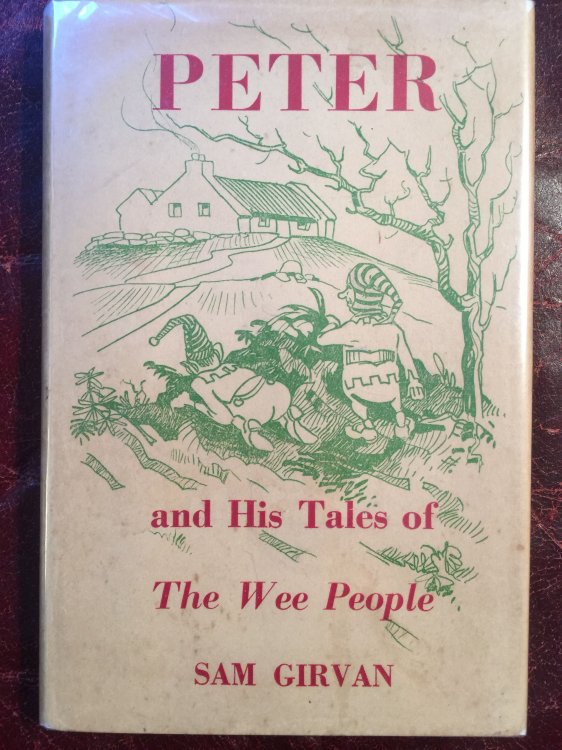 PETER
and His Tales of
The Wee People
SAM GIRVAN